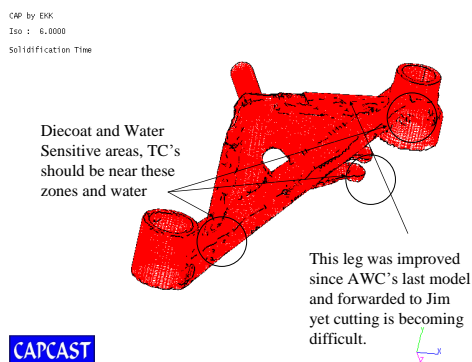 CAP by EKK
Iso : 6.0000
Solidification Time
Diecoat and Water
Sensitive areas, TC's
should be near these
zones and water
This leg was improved
since AWC's last model
and forwarded to Jim
yet cutting is becoming
difficult.
CAPCAST
Y
X
Z